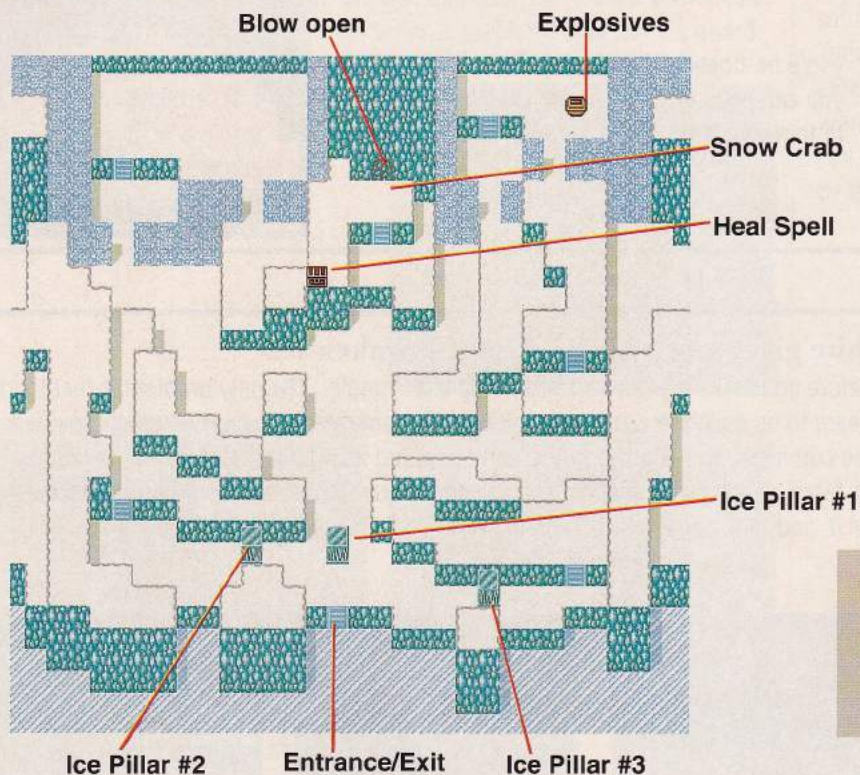 Blow open
Explosives
Snow Crab
Heal Spell
Ice Pillar #1
Ice Pillar #2
Entrance/Exit
Ice Pillar #3